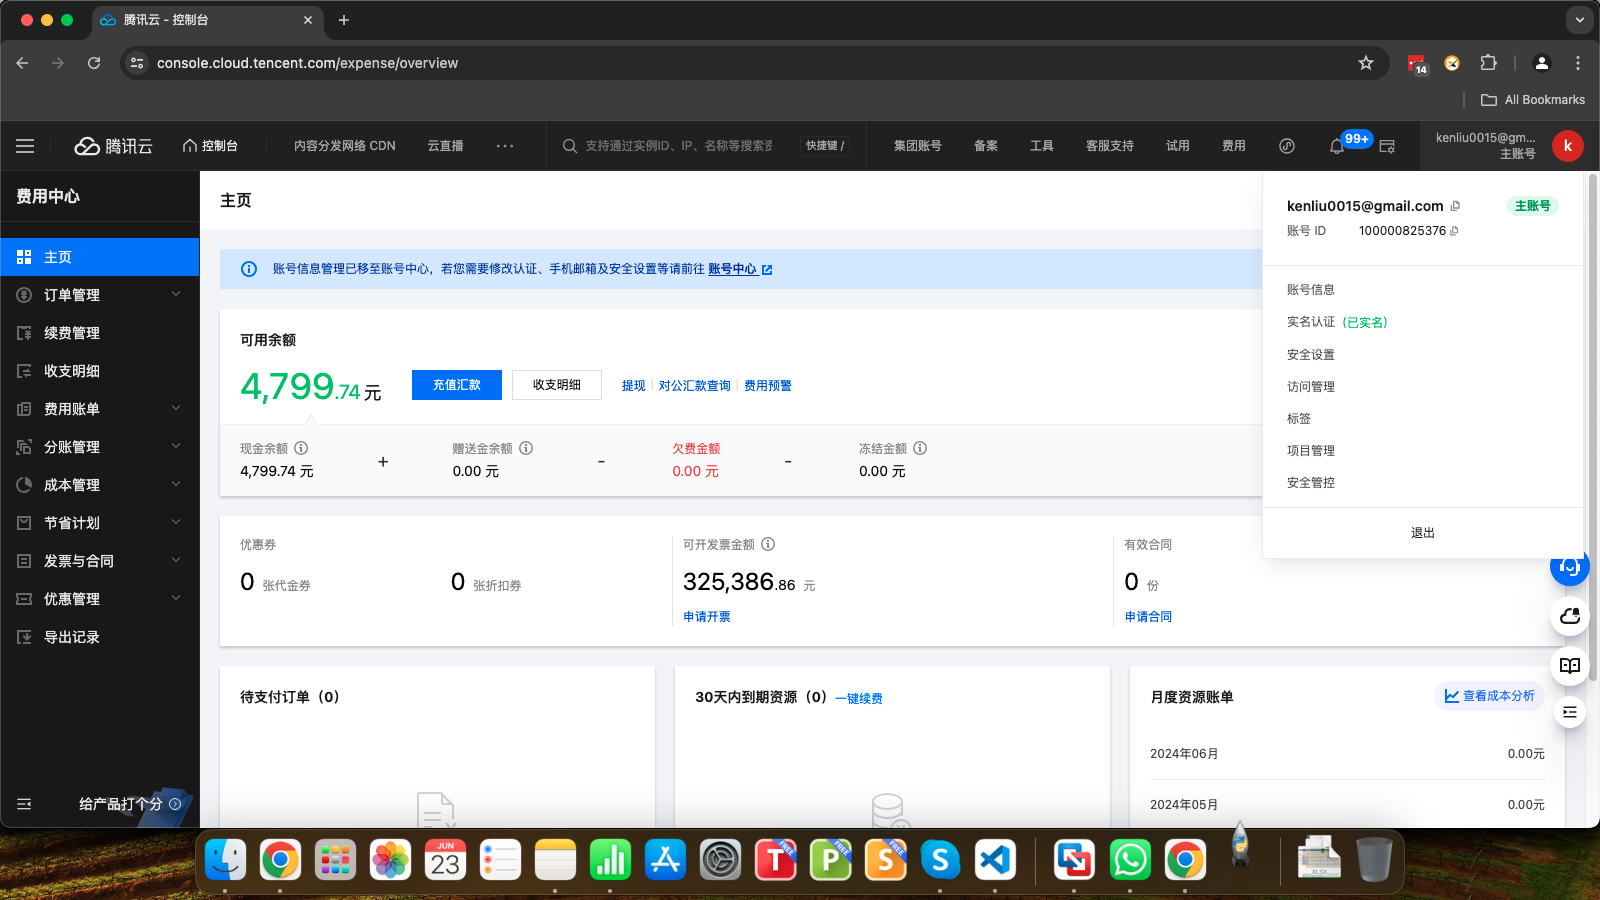 腾讯云 - 控制台
console.cloud.tencent.com/expense/overview
14
All Bookmarks
腾讯云
控制台
内容分发网络 CDN
云直播
支持通过实例ID、IP、名称等搜索资
快捷键 /
集团账号
备案
工具
客服支持
试用
费用
99+
kenliu0015@gm...
主账号
k
费用中心
主页
订单管理
续费管理
收支明细
费用账单
分账管理
成本管理
节省计划
发票与合同
优惠管理
导出记录
给产品打个分
主页
账号信息管理已移至账号中心，若您需要修改认证、手机邮箱及安全设置等请前往 账号中心
可用余额
4,799.74 元
充值汇款
收支明细
提现
对公汇款查询
费用预警
现金余额
4,799.74 元
+
赠送金余额
0.00 元
-
欠费金额
0.00 元
-
冻结金额
0.00 元
优惠券
0 张代金券
0 张折扣券
可开发票金额
325,386.86 元
申请开票
有效合同
0 份
申请合同
待支付订单（0）
30天内到期资源（0） 一键续费
月度资源账单
查看成本分析
2024年06月
0.00元
2024年05月
0.00元
kenliu0015@gmail.com
主账号
账号 ID
100000825376
账号信息
实名认证 (已实名)
安全设置
访问管理
标签
项目管理
安全管控
退出
JUN
23
T
FREE
P
FREE
S
FREE
S
XLSX